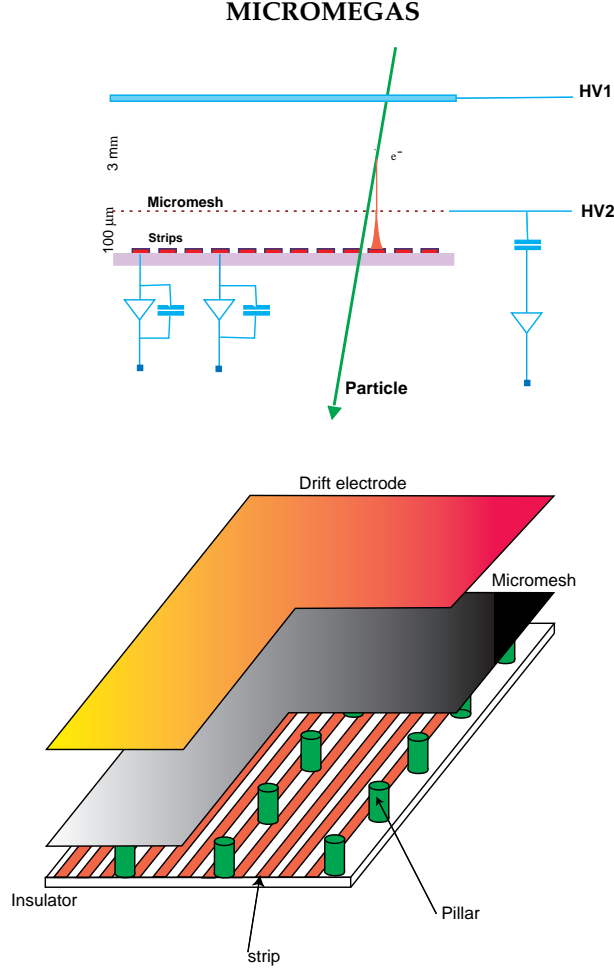 MICROMEGAS
HV1
3 mm
e⁻
Micromesh
HV2
100 µm
Strips
Particle
Drift electrode
Micromesh
Insulator
Pillar
strip